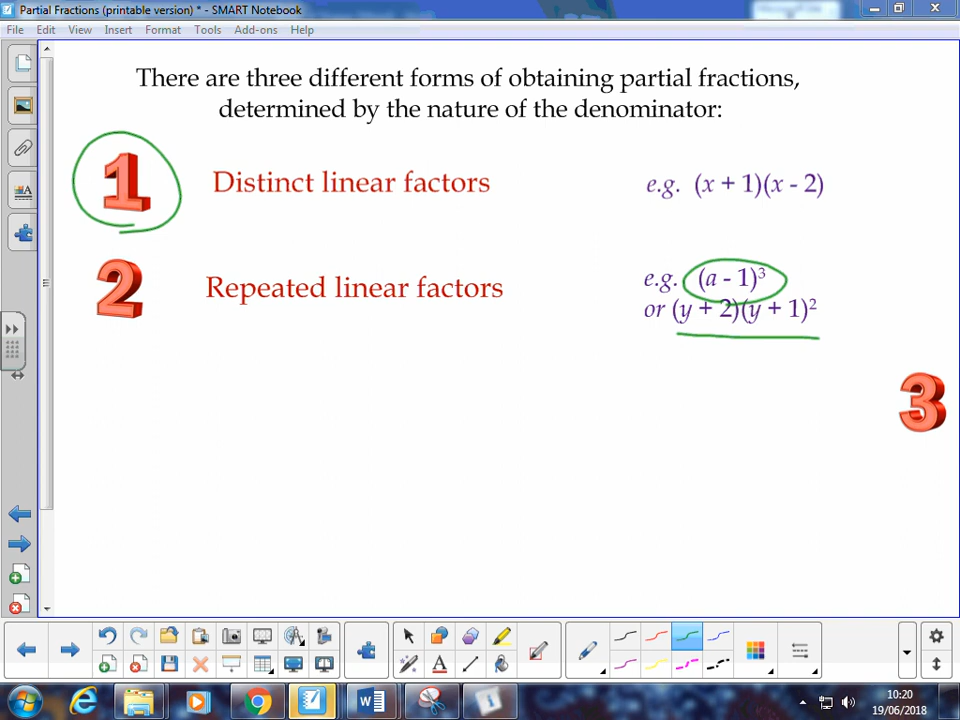 Partial Fractions (printable version) * - SMART Notebook
File Edit View Insert Format Tools Add-ons Help
There are three different forms of obtaining partial fractions,
determined by the nature of the denominator:
1 Distinct linear factors e.g. (x + 1)(x - 2)
2 Repeated linear factors e.g. (a - 1)³
or (y + 2)(y + 1)²
3
10:20
19/06/2018